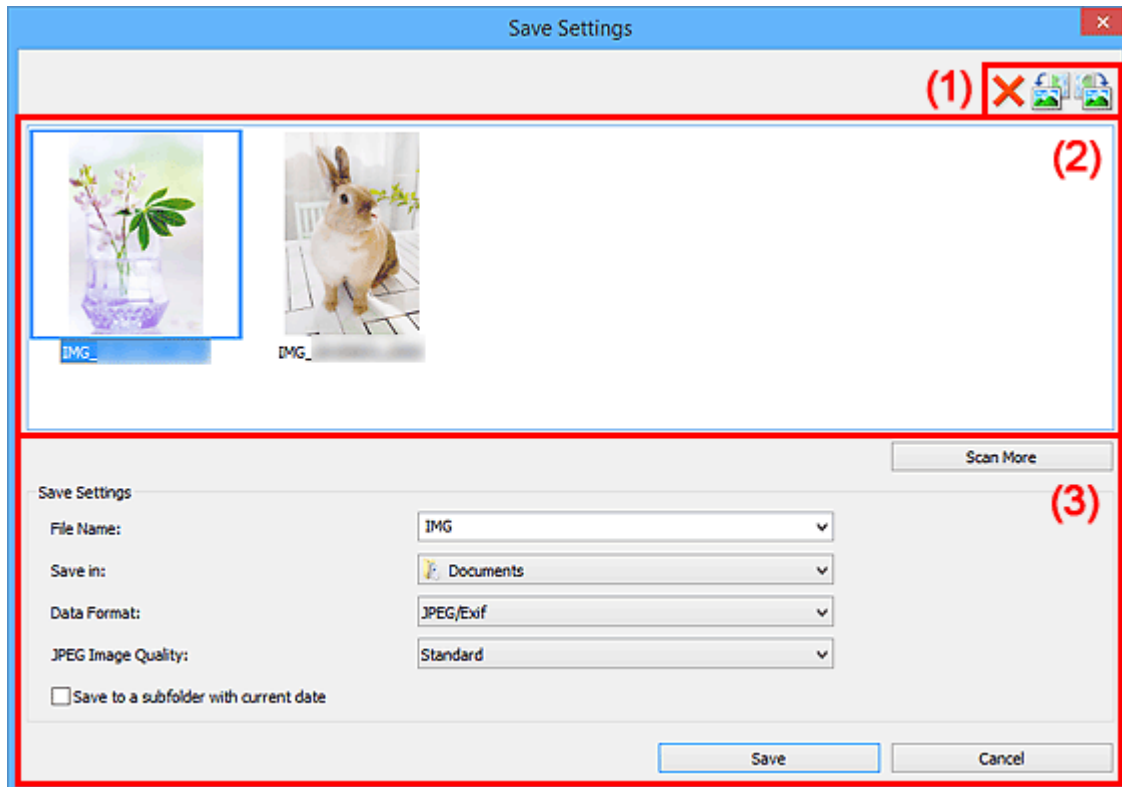 Save Settings
(1)
(2)
IMG_
IMG_
Scan More
Save Settings
(3)
File Name:
IMG
Save in:
Documents
Data Format:
JPEG/Exif
JPEG Image Quality:
Standard
Save to a subfolder with current date
Save
Cancel